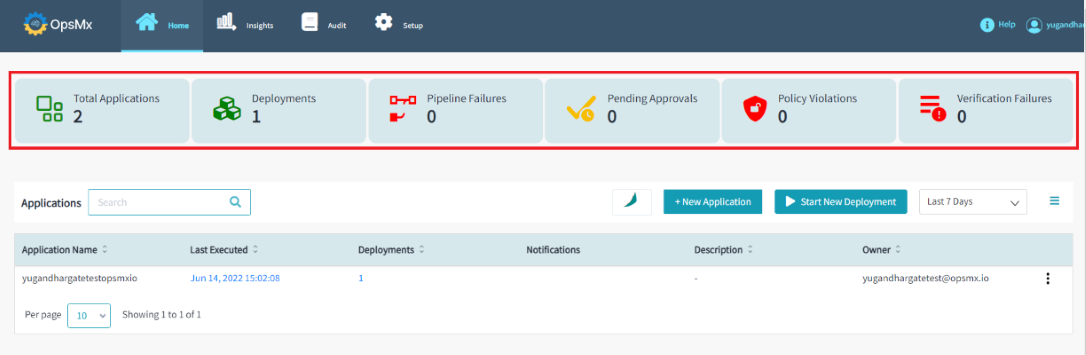 OpsMx Home Insights Audit Setup Help
Total Applications Deployments Pipeline Failures Pending Approvals Policy Violations Verification Failures
2 1 0 0 0 0
Applications Search + New Application Start New Deployment Last 7 Days
Application Name Last Executed Deployments Notifications Description Owner
yugandhargatetestopsmxio Jun 14, 2022 15:02:08 1 - yugandhargatetest@opsmx.io
Per page 10 Showing 1 to 1 of 1